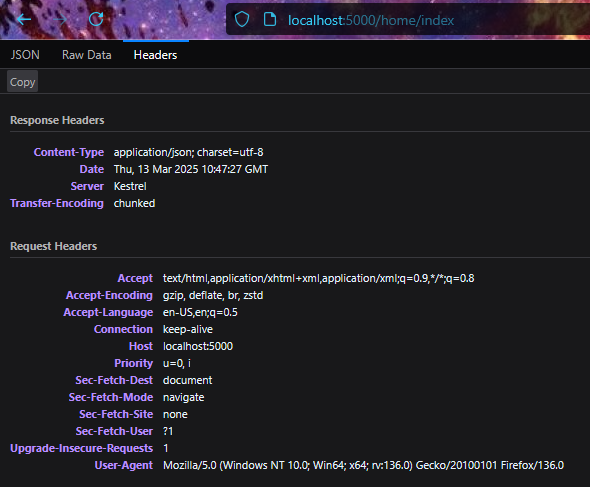 localhost:5000/home/index
JSON Raw Data Headers
Copy
Response Headers
Content-Type application/json; charset=utf-8
Date Thu, 13 Mar 2025 10:47:27 GMT
Server Kestrel
Transfer-Encoding chunked
Request Headers
Accept text/html,application/xhtml+xml,application/xml;q=0.9,*/*;q=0.8
Accept-Encoding gzip, deflate, br, zstd
Accept-Language en-US,en;q=0.5
Connection keep-alive
Host localhost:5000
Priority u=0, i
Sec-Fetch-Dest document
Sec-Fetch-Mode navigate
Sec-Fetch-Site none
Sec-Fetch-User ?1
Upgrade-Insecure-Requests 1
User-Agent Mozilla/5.0 (Windows NT 10.0; Win64; x64; rv:136.0) Gecko/20100101 Firefox/136.0